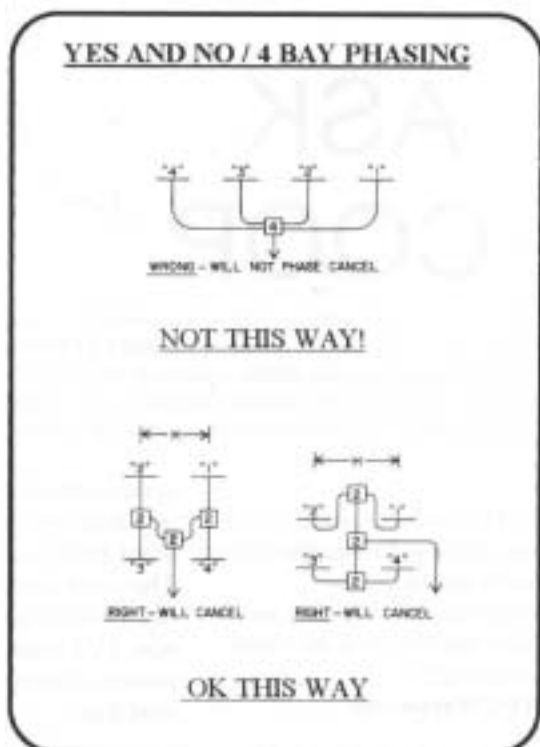 YES AND NO / 4 BAY PHASING
"4" "3" "2" "1"
4
WRONG - WILL NOT PHASE CANCEL
NOT THIS WAY!
X X
"2" "1"
2 2
2
"3" "4"
2
"2" "1"
2
"3" "4"
2
RIGHT - WILL CANCEL RIGHT - WILL CANCEL
OK THIS WAY